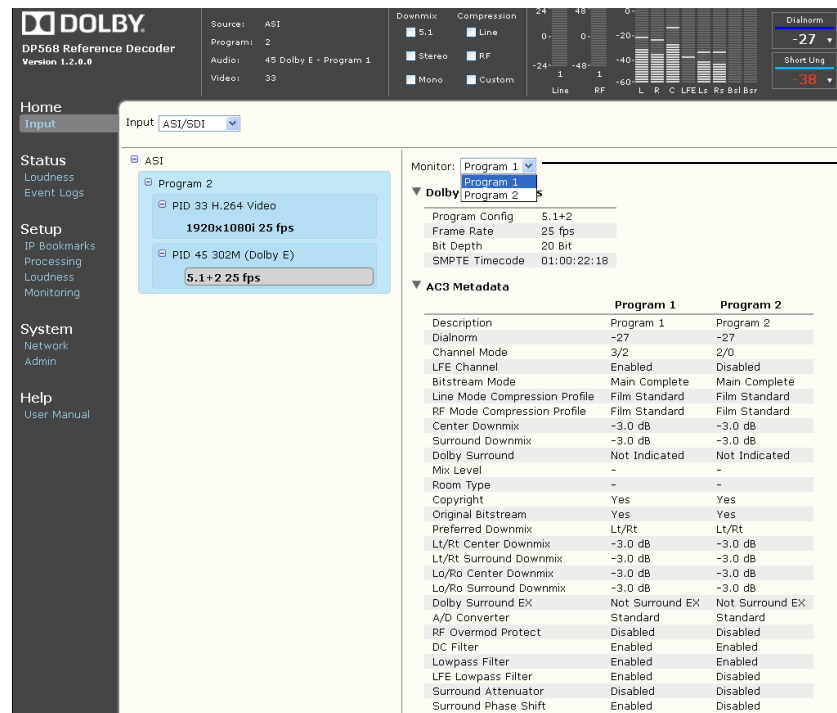 DOLBY.
DP568 Reference Decoder
Version 1.2.0.0
Source: ASI
Program: 2
Audio: 45 Dolby E - Program 1
Video: 33
Downmix Compression
5.1 Line
Stereo RF
Mono Custom
24 48 0-
0- 0- -20-
-24- -48- -40-
1 1 -60-
Line RF L R C LFE Ls Rs Bsl Bsr
Dialnorm
-27
Short Ung
-38
Home
Input
Status
Loudness
Event Logs
Setup
IP Bookmarks
Processing
Loudness
Monitoring
System
Network
Admin
Help
User Manual
Input ASI/SDI
ASI
Program 2
PID 33 H.264 Video
1920x1080i 25 fps
PID 45 302M (Dolby E)
5.1+2 25 fps
Monitor: Program 1
Program 1
Program 2
Dolby s
Program Config 5.1+2
Frame Rate 25 fps
Bit Depth 20 Bit
SMPTE Timecode 01:00:22:18
AC3 Metadata
Program 1 Program 2
Description Program 1 Program 2
Dialnorm -27 -27
Channel Mode 3/2 2/0
LFE Channel Enabled Disabled
Bitstream Mode Main Complete Main Complete
Line Mode Compression Profile Film Standard Film Standard
RF Mode Compression Profile Film Standard Film Standard
Center Downmix -3.0 dB -3.0 dB
Surround Downmix -3.0 dB -3.0 dB
Dolby Surround Not Indicated Not Indicated
Mix Level - -
Room Type - -
Copyright Yes Yes
Original Bitstream Yes Yes
Preferred Downmix Lt/Rt Lt/Rt
Lt/Rt Center Downmix -3.0 dB -3.0 dB
Lt/Rt Surround Downmix -3.0 dB -3.0 dB
Lo/Ro Center Downmix -3.0 dB -3.0 dB
Lo/Ro Surround Downmix -3.0 dB -3.0 dB
Dolby Surround EX Not Surround EX Not Surround EX
A/D Converter Standard Standard
RF Overmod Protect Disabled Disabled
DC Filter Enabled Enabled
Lowpass Filter Enabled Enabled
LFE Lowpass Filter Enabled Disabled
Surround Attenuator Disabled Disabled
Surround Phase Shift Enabled Disabled